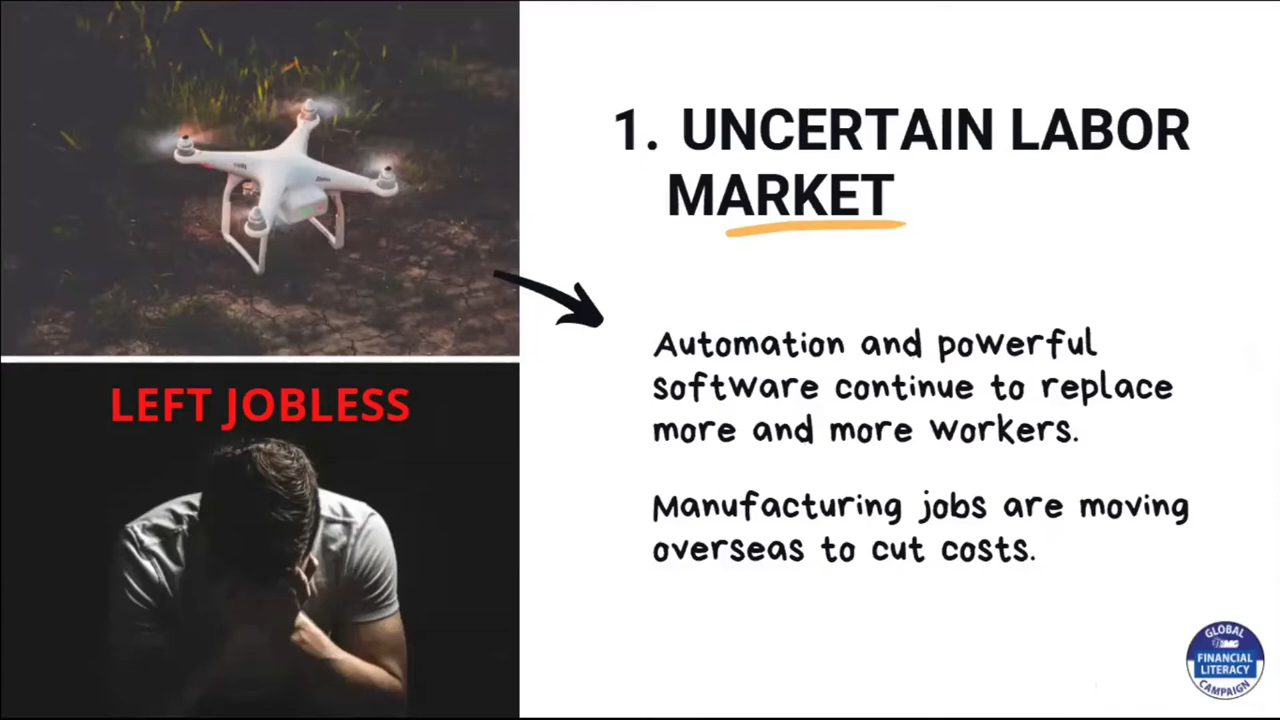 1. UNCERTAIN LABOR
MARKET
LEFT JOBLESS
Automation and powerful
software continue to replace
more and more workers.
Manufacturing jobs are moving
overseas to cut costs.
GLOBAL
FINANCIAL
LITERACY
CAMPAIGN